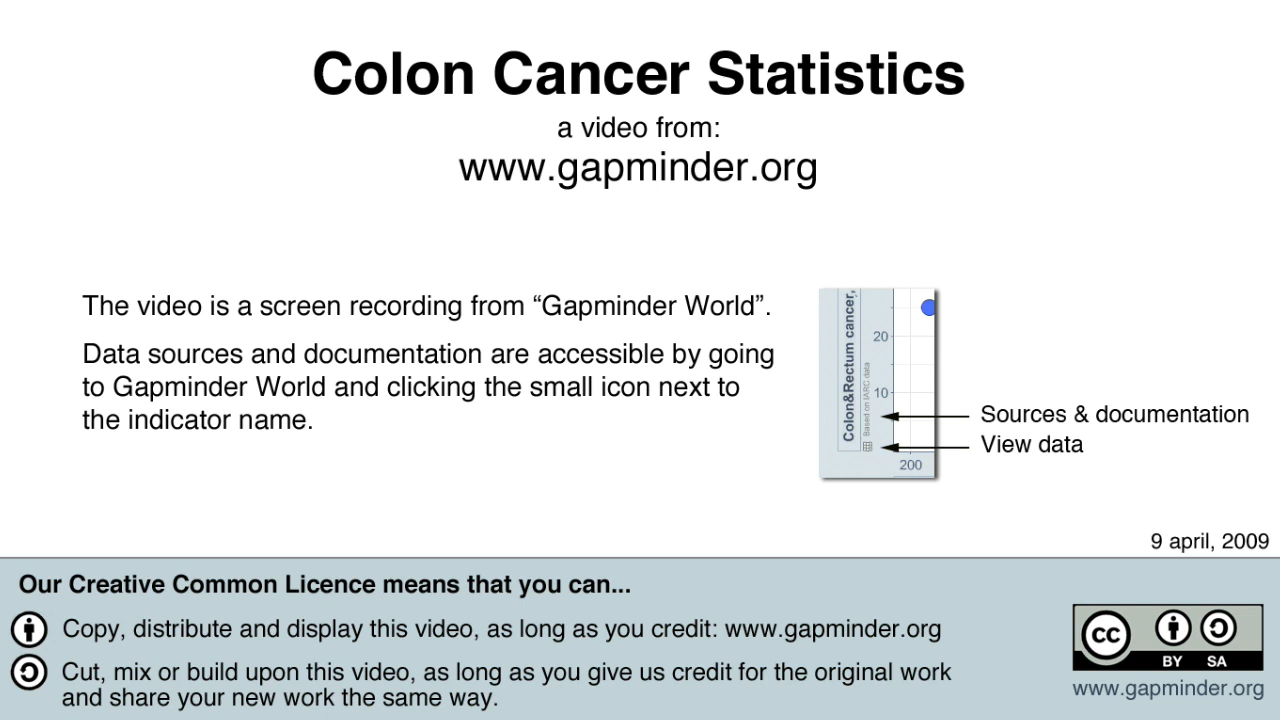 Colon Cancer Statistics
a video from:
www.gapminder.org
The video is a screen recording from “Gapminder World”.
Data sources and documentation are accessible by going
to Gapminder World and clicking the small icon next to
the indicator name.
Colon&Rectum cancer,
Based on IARC data
20
10
200
Sources & documentation
View data
9 april, 2009
Our Creative Common Licence means that you can...
Copy, distribute and display this video, as long as you credit: www.gapminder.org
Cut, mix or build upon this video, as long as you give us credit for the original work
and share your new work the same way.
cc
BY SA
www.gapminder.org